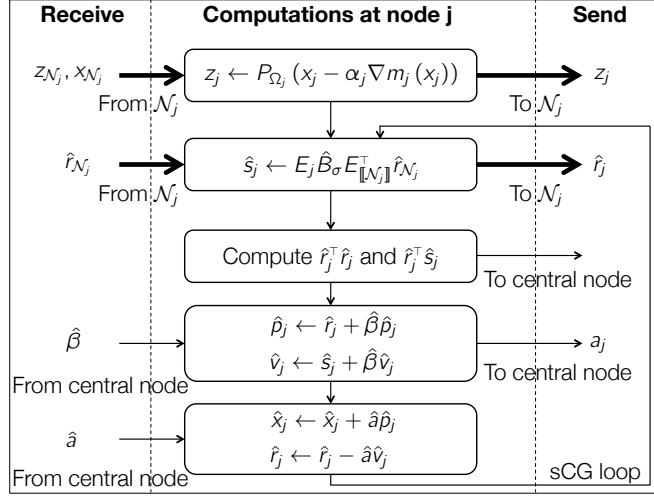 Receive Computations at node j Send
z_{𝒩_j}, x_{𝒩_j} z_j ← P_{Ω_j} (x_j − α_j∇m_j (x_j)) z_j
From 𝒩_j To 𝒩_j
r̂_{𝒩_j} ŝ_j ← E_j B̂_σ E^⊤_{⟦𝒩_j⟧} r̂_{𝒩_j} r̂_j
From 𝒩_j To 𝒩_j
Compute r̂_j^⊤ r̂_j and r̂_j^⊤ ŝ_j
To central node
p̂_j ← r̂_j + β̂p̂_j
β̂ a_j
v̂_j ← ŝ_j + β̂v̂_j
From central node To central node
x̂_j ← x̂_j + âp̂_j
â
r̂_j ← r̂_j − âv̂_j
From central node sCG loop